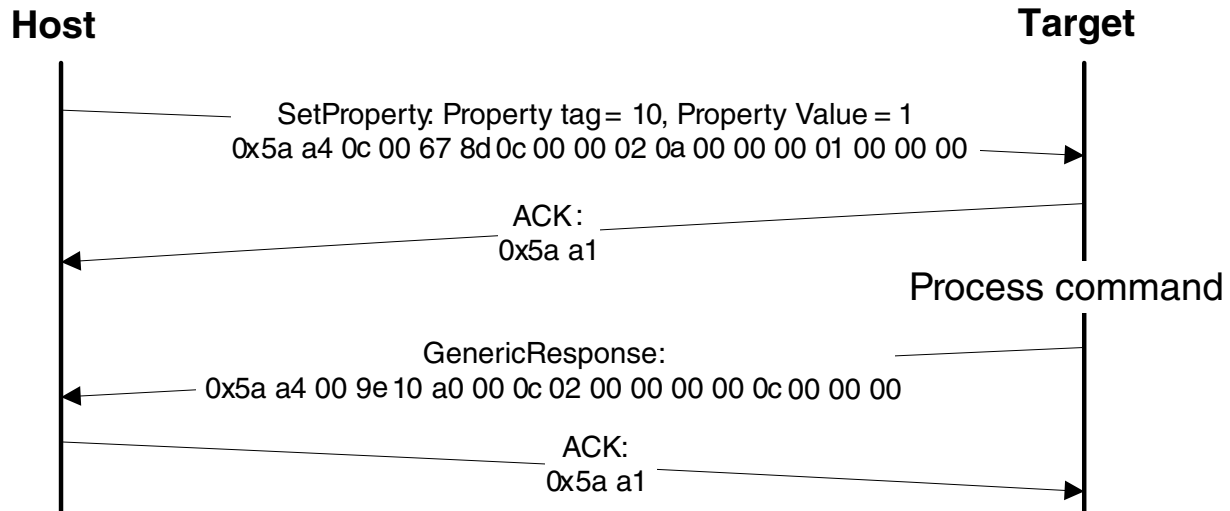 Host
Target
SetProperty: Property tag = 10, Property Value = 1
0x5a a4 0c 00 67 8d 0c 00 00 02 0a 00 00 00 01 00 00 00
ACK:
0x5a a1
Process command
GenericResponse:
0x5a a4 00 9e 10 a0 00 0c 02 00 00 00 00 0c 00 00 00
ACK:
0x5a a1